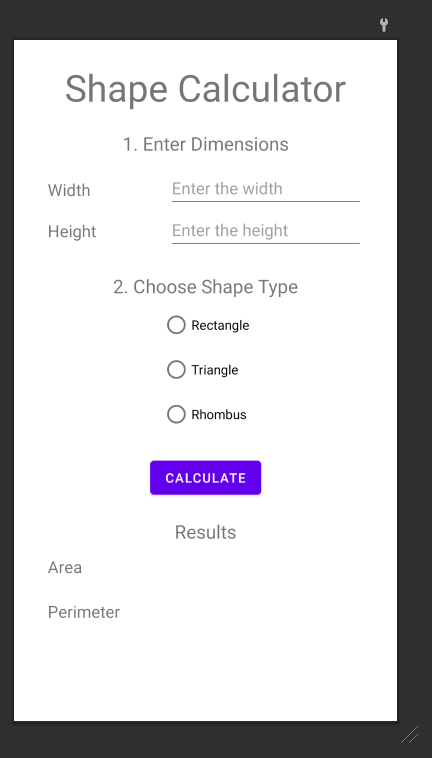 Shape Calculator
1. Enter Dimensions
Width Enter the width
Height Enter the height
2. Choose Shape Type
Rectangle
Triangle
Rhombus
CALCULATE
Results
Area
Perimeter